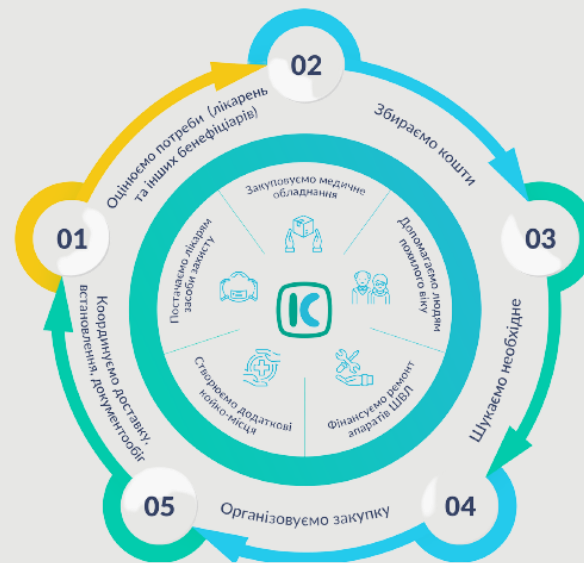 01
Оцінюємо потреби (лікарень
та інших бенефіціарів)
02
Збираємо кошти
03
Шукаємо необхідне
04
Організовуємо закупку
05
Координуємо доставку,
встановлення, документообіг
Закуповуємо медичне
обладнання
Допомагаємо людям
похилого віку
Фінансуємо ремонт
апаратів ШВЛ
Створюємо додаткові
койко-місця
Постачаємо лікарям
засоби захисту